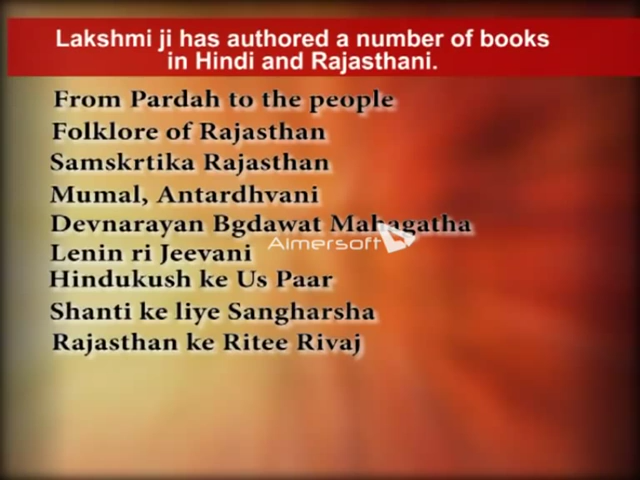 Lakshmi ji has authored a number of books
in Hindi and Rajasthani.
From Pardah to the people
Folklore of Rajasthan
Samskrtika Rajasthan
Mumal, Antardhvani
Devnarayan Bgdawat Mahagatha
Aimersoft
Lenin ri Jeevani
Hindukush ke Us Paar
Shanti ke liye Sangharsha
Rajasthan ke Ritee Rivaj